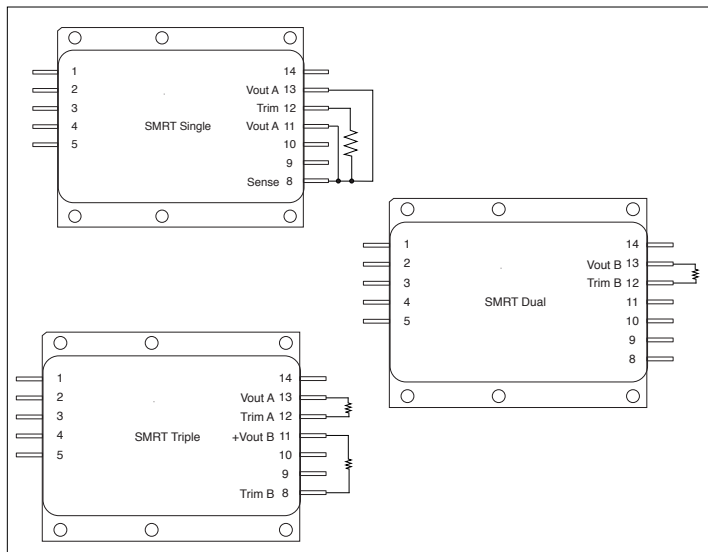 1 14
2 Vout A 13
3 Trim 12
4 SMRT Single Vout A 11
5 10
9
Sense 8
1 14
2 Vout B 13
3 Trim B 12
4 SMRT Dual 11
5 10
9
8
1 14
2 Vout A 13
3 Trim A 12
4 SMRT Triple +Vout B 11
5 10
9
Trim B 8